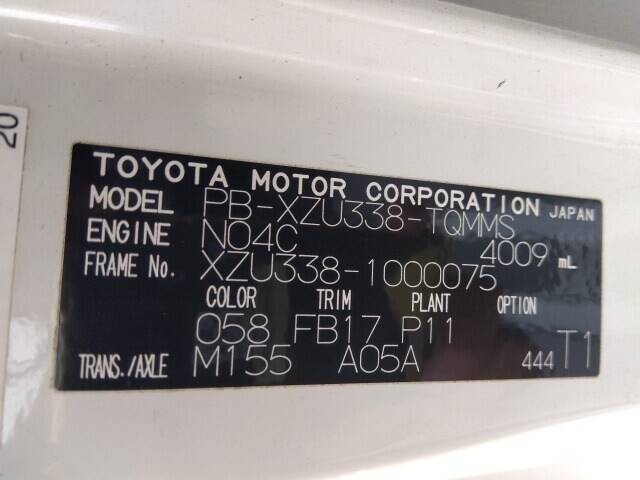 20
TOYOTA MOTOR CORPORATION JAPAN
MODEL PB-XZU338-TQMMS
ENGINE N04C 4009 mL
FRAME No. XZU338-1000075
COLOR TRIM PLANT OPTION
058 FB17 P11
TRANS./AXLE M155 A05A 444 T1